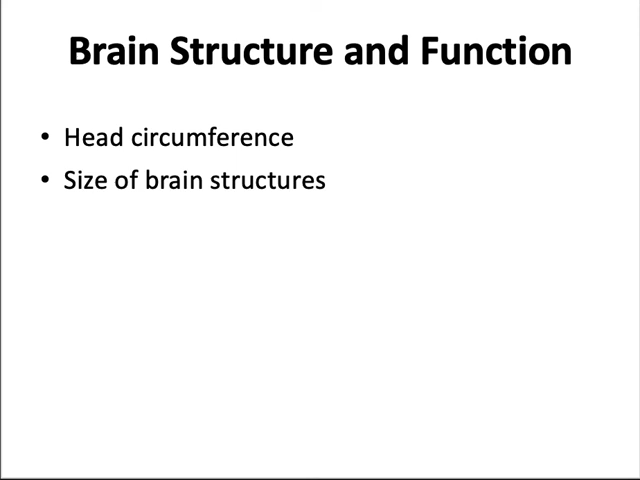 Brain Structure and Function
• Head circumference
• Size of brain structures